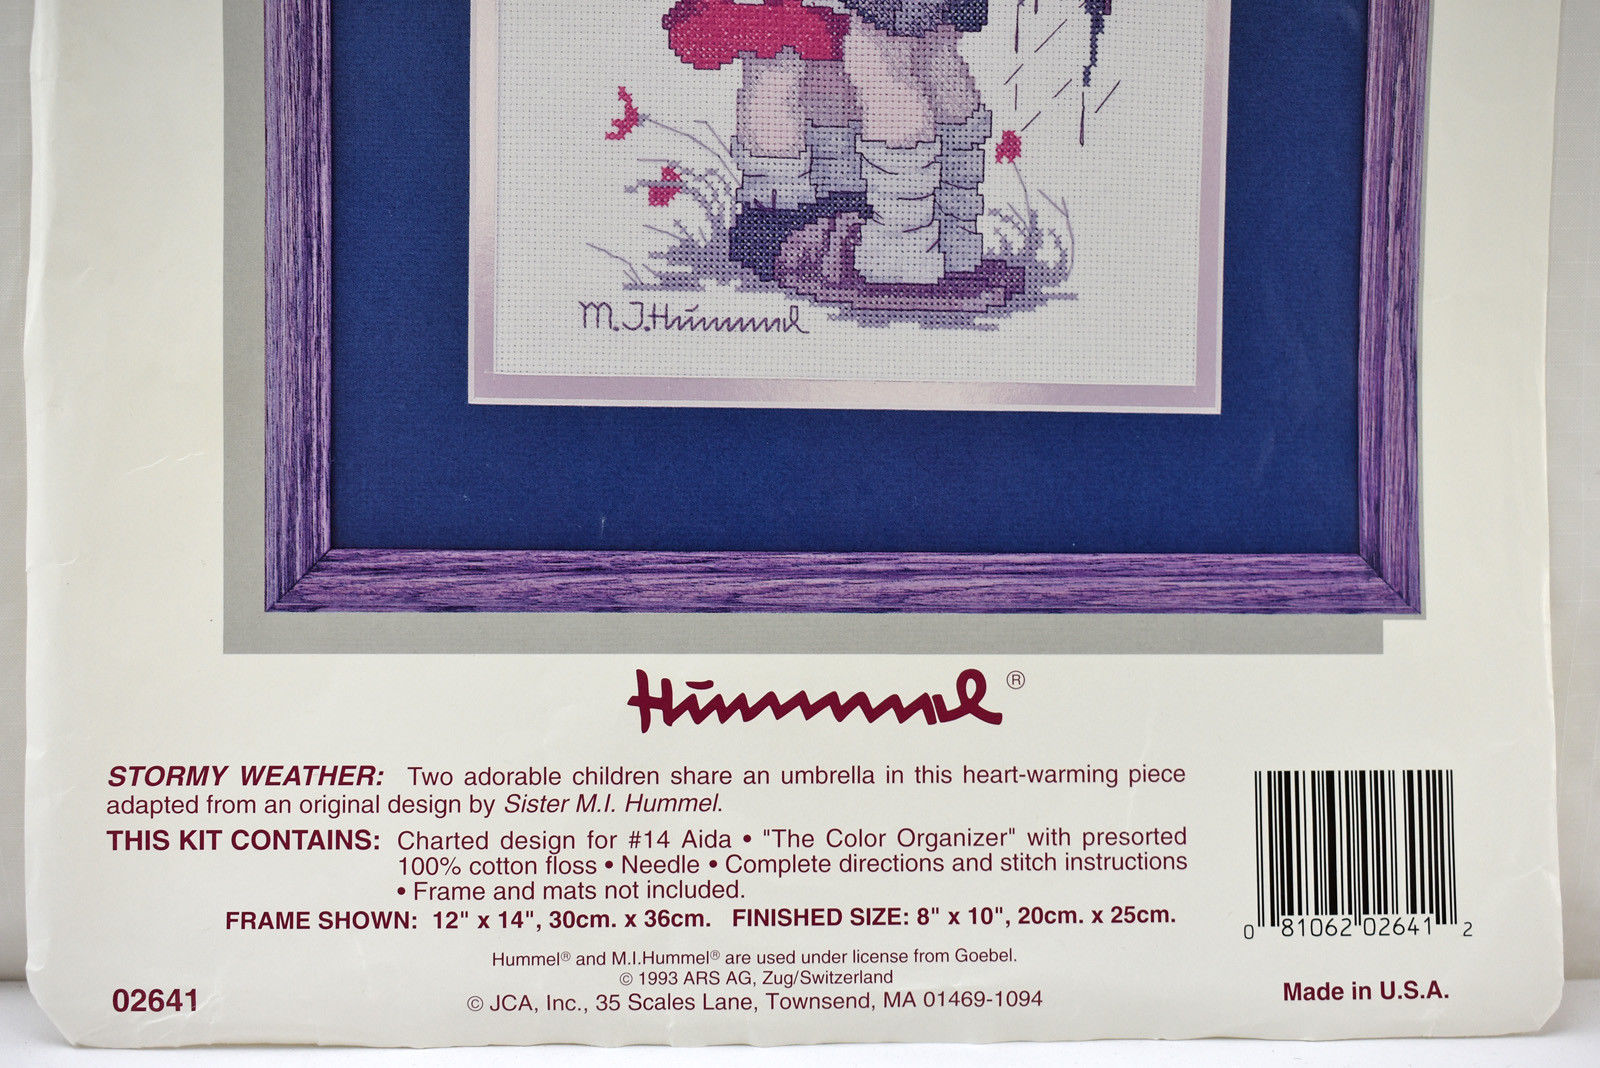 M.I.Hummel
Hummel ®
STORMY WEATHER: Two adorable children share an umbrella in this heart-warming piece
adapted from an original design by Sister M.I. Hummel.
THIS KIT CONTAINS: Charted design for #14 Aida • "The Color Organizer" with presorted
100% cotton floss • Needle • Complete directions and stitch instructions
• Frame and mats not included.
FRAME SHOWN: 12" x 14", 30cm. x 36cm. FINISHED SIZE: 8" x 10", 20cm. x 25cm.
0 81062 02641 2
Hummel® and M.I.Hummel® are used under license from Goebel.
© 1993 ARS AG, Zug/Switzerland
02641
© JCA, Inc., 35 Scales Lane, Townsend, MA 01469-1094
Made in U.S.A.